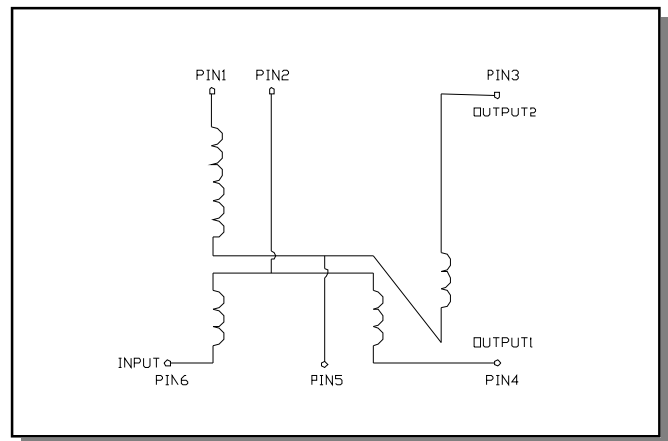 PIN1 PIN2 PIN3
OUTPUT2
OUTPUT1
INPUT
PIN6 PIN5 PIN4